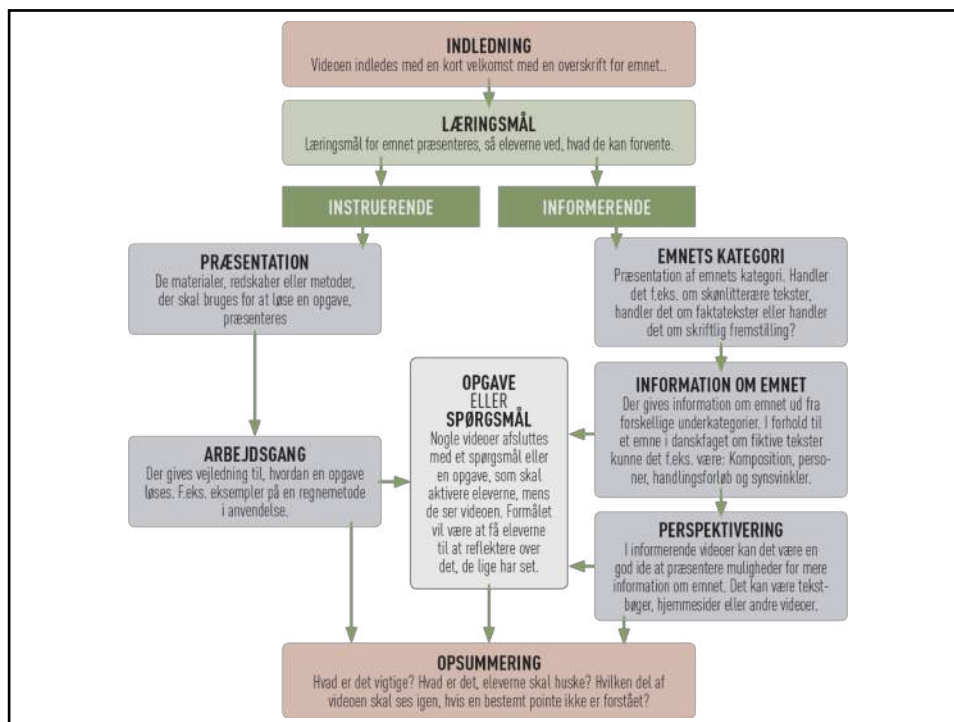 INDLEDNING
Videoen indledes med en kort velkomst med en overskrift for emnet..
LÆRINGSMÅL
Læringsmål for emnet præsenteres, så eleverne ved, hvad de kan forvente.
INSTRUERENDE
INFORMERENDE
PRÆSENTATION
De materialer, redskaber eller metoder,
der skal bruges for at løse en opgave,
præsenteres
ARBEJDSGANG
Der gives vejledning til, hvordan en opgave
løses. F.eks. eksempler på en regnemetode
i anvendelse.
OPGAVE
ELLER
SPØRGSMÅL
Nogle videoer afsluttes
med et spørgsmål eller
en opgave, som skal
aktivere eleverne, mens
de ser videoen. Formålet
vil være at få eleverne
til at reflektere over
det, de lige har set.
EMNETS KATEGORI
Præsentation af emnets kategori. Handler
det f.eks. om skønlitterære tekster,
handler det om faktatekster eller handler
det om skriftlig fremstilling?
INFORMATION OM EMNET
Der gives information om emnet ud fra
forskellige underkategorier. I forhold til
et emne i danskfaget om fiktive tekster
kunne det f.eks. være: Komposition, perso-
ner, handlingsforløb og synsvinkler.
PERSPEKTIVERING
I informerende videoer kan det være en
god ide at præsentere muligheder for mere
information om emnet. Det kan være tekst-
bøger, hjemmesider eller andre videoer.
OPSUMMERING
Hvad er det vigtige? Hvad er det, eleverne skal huske? Hvilken del af
videoen skal ses igen, hvis en bestemt pointe ikke er forstået?